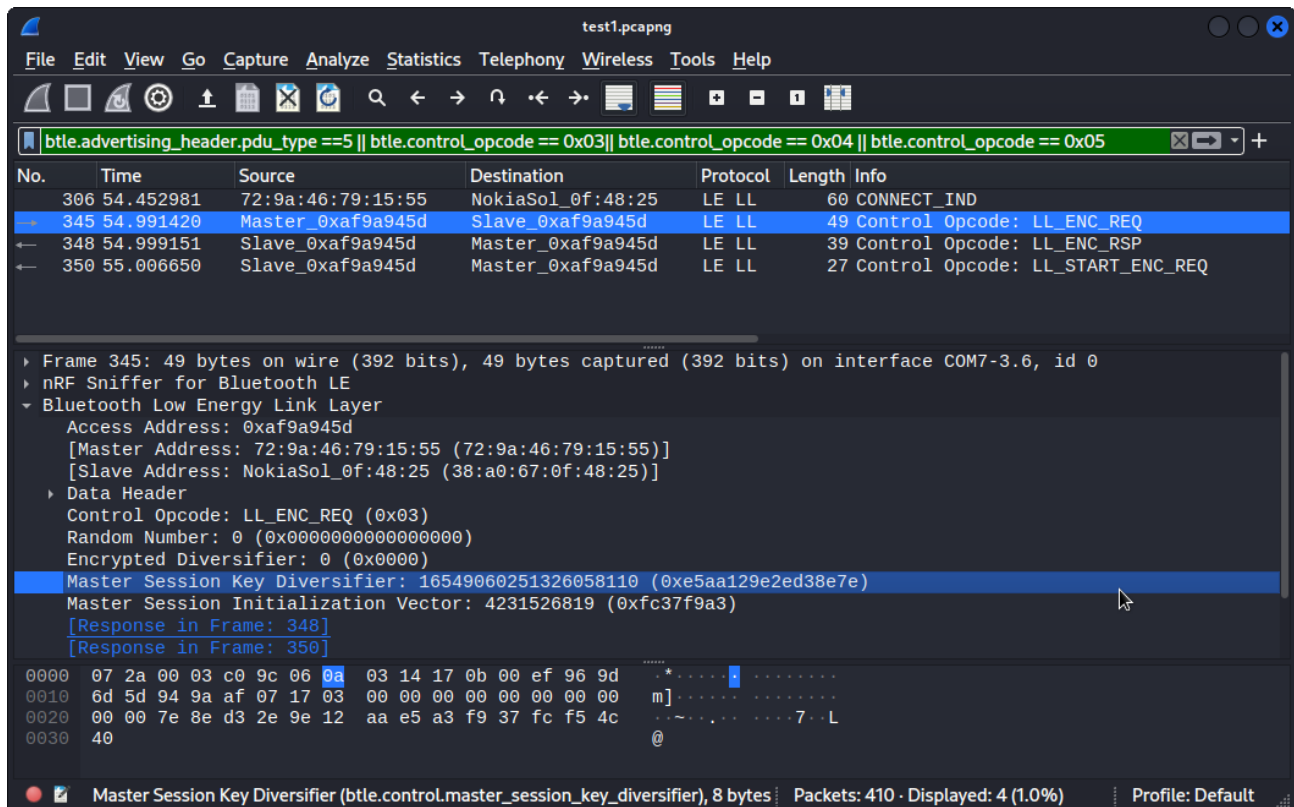 test1.pcapng
File Edit View Go Capture Analyze Statistics Telephony Wireless Tools Help
btle.advertising_header.pdu_type ==5 || btle.control_opcode == 0x03|| btle.control_opcode == 0x04 || btle.control_opcode == 0x05
No. Time Source Destination Protocol Length Info
306 54.452981 72:9a:46:79:15:55 NokiaSol_0f:48:25 LE LL 60 CONNECT_IND
345 54.991420 Master_0xaf9a945d Slave_0xaf9a945d LE LL 49 Control Opcode: LL_ENC_REQ
348 54.999151 Slave_0xaf9a945d Master_0xaf9a945d LE LL 39 Control Opcode: LL_ENC_RSP
350 55.006650 Slave_0xaf9a945d Master_0xaf9a945d LE LL 27 Control Opcode: LL_START_ENC_REQ
Frame 345: 49 bytes on wire (392 bits), 49 bytes captured (392 bits) on interface COM7-3.6, id 0
nRF Sniffer for Bluetooth LE
Bluetooth Low Energy Link Layer
Access Address: 0xaf9a945d
[Master Address: 72:9a:46:79:15:55 (72:9a:46:79:15:55)]
[Slave Address: NokiaSol_0f:48:25 (38:a0:67:0f:48:25)]
Data Header
Control Opcode: LL_ENC_REQ (0x03)
Random Number: 0 (0x0000000000000000)
Encrypted Diversifier: 0 (0x0000)
Master Session Key Diversifier: 16549060251326058110 (0xe5aa129e2ed38e7e)
Master Session Initialization Vector: 4231526819 (0xfc37f9a3)
[Response in Frame: 348]
[Response in Frame: 350]
0000 07 2a 00 03 c0 9c 06 0a 03 14 17 0b 00 ef 96 9d ·*······ ········
0010 6d 5d 94 9a af 07 17 03 00 00 00 00 00 00 00 00 m]······ ········
0020 00 00 7e 8e d3 2e 9e 12 aa e5 a3 f9 37 fc f5 4c ··~··.·· ····7··L
0030 40 @
Master Session Key Diversifier (btle.control.master_session_key_diversifier), 8 bytes Packets: 410 · Displayed: 4 (1.0%) Profile: Default